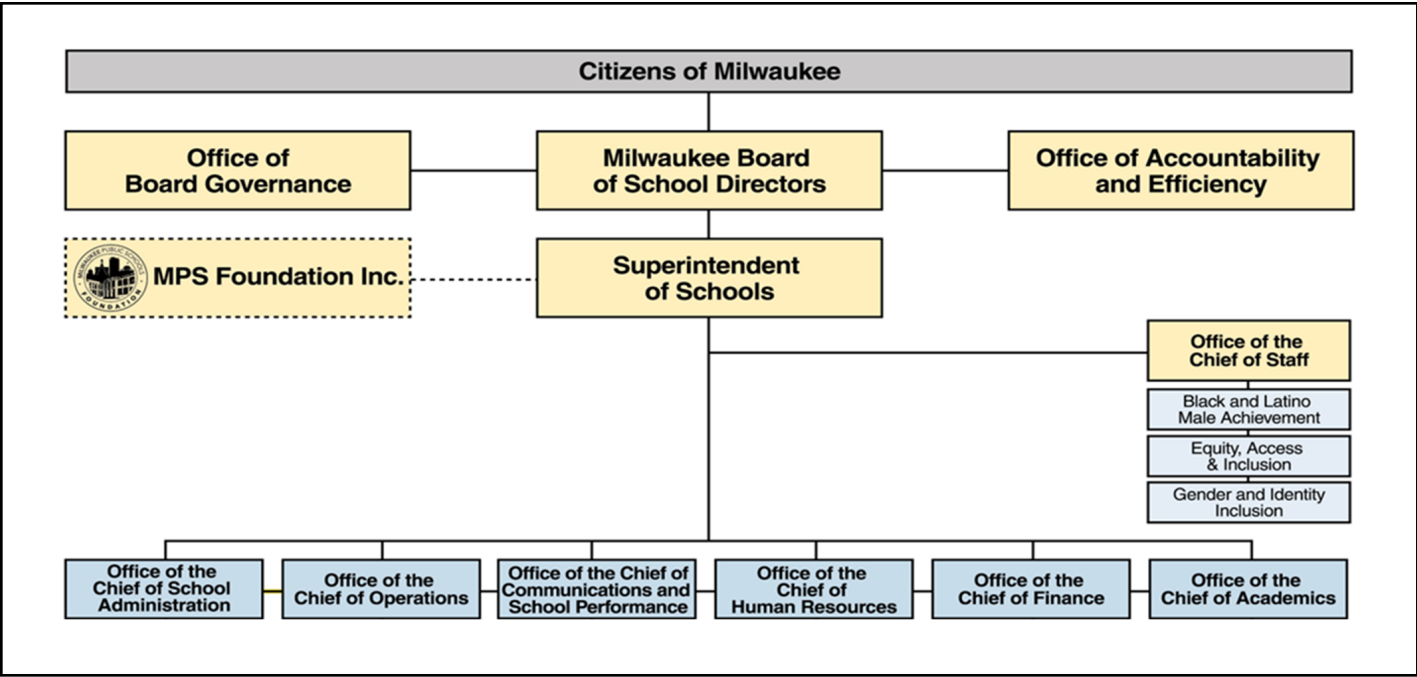 Citizens of Milwaukee
Office of
Board Governance
Milwaukee Board
of School Directors
Office of Accountability
and Efficiency
MILWAUKEE PUBLIC SCHOOLS
FOUNDATION
MPS Foundation Inc.
Superintendent
of Schools
Office of the
Chief of Staff
Black and Latino
Male Achievement
Equity, Access
& Inclusion
Gender and Identity
Inclusion
Office of the
Chief of School
Administration
Office of the
Chief of Operations
Office of the Chief of
Communications and
School Performance
Office of the
Chief of
Human Resources
Office of the
Chief of Finance
Office of the
Chief of Academics